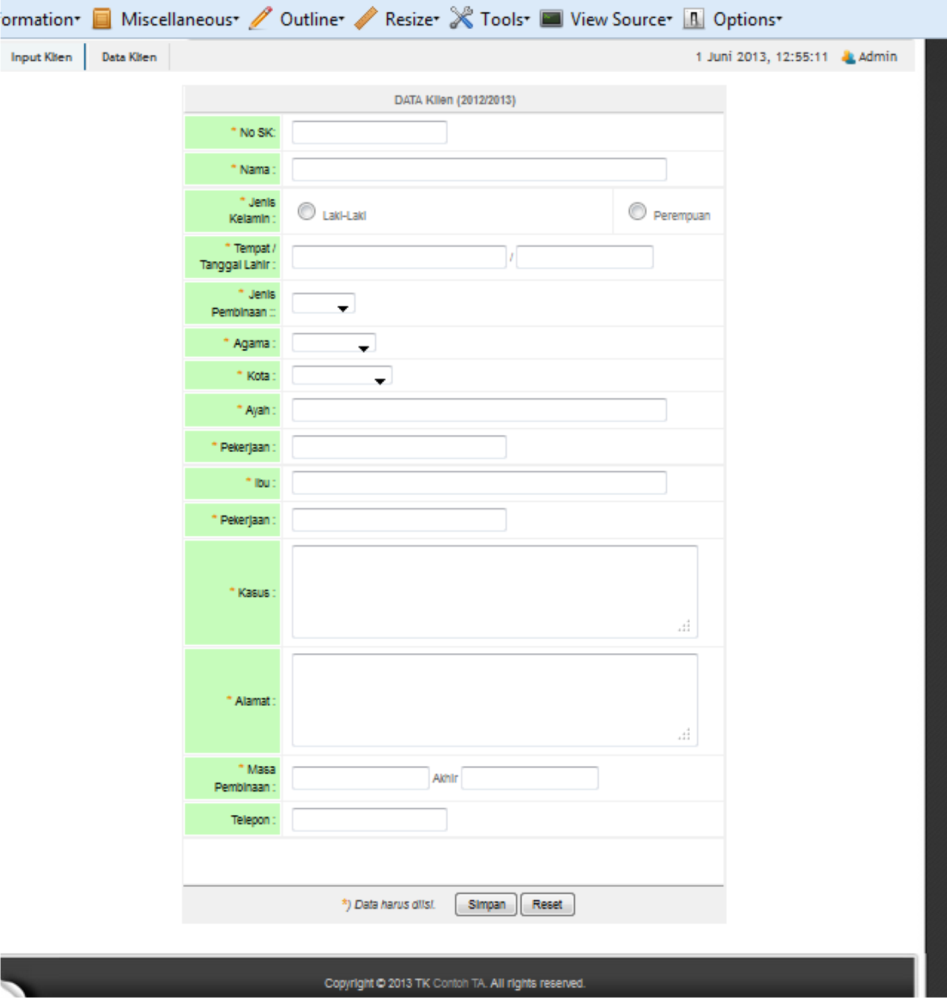 ormation▾ Miscellaneous▾ Outline▾ Resize▾ Tools▾ View Source▾ Options▾
Input Klien Data Klien 1 Juni 2013, 12:55:11 Admin
DATA Klien (2012/2013)
* No SK:
* Nama :
* Jenis
Kelamin :
Laki-Laki Perempuan
* Tempat /
Tanggal Lahir :
/
* Jenis
Pembinaan ::
* Agama :
* Kota :
* Ayah :
* Pekerjaan :
* Ibu :
* Pekerjaan :
* Kasus :
* Alamat :
* Masa
Pembinaan :
Akhir
Telepon :
*) Data harus diisi. Simpan Reset
Copyright © 2013 TK Contoh TA. All rights reserved.